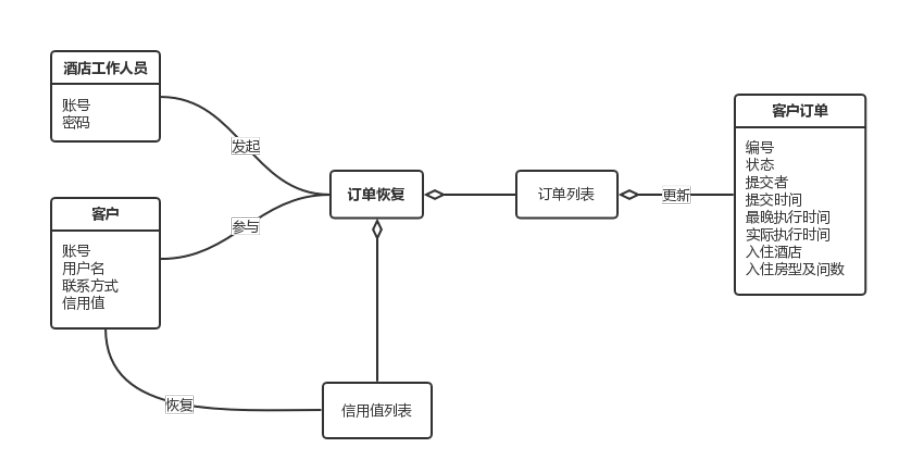 酒店工作人员
账号
密码
发起
客户
账号
用户名
联系方式
信用值
参与
订单恢复
订单列表
更新
客户订单
编号
状态
提交者
提交时间
最晚执行时间
实际执行时间
入住酒店
入住房型及间数
恢复
信用值列表